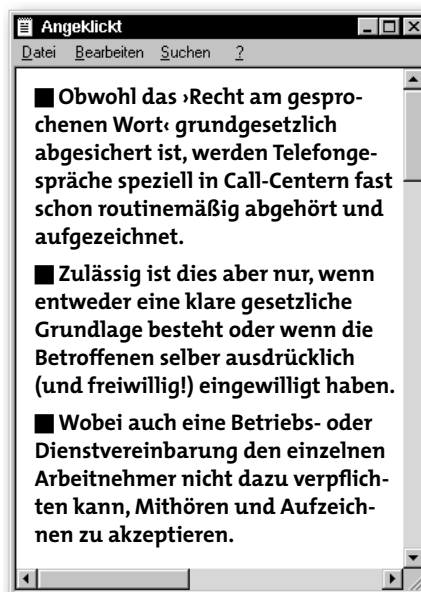 Angeklickt
Datei Bearbeiten Suchen ?
■ Obwohl das ›Recht am gespro-
chenen Wort‹ grundgesetzlich
abgesichert ist, werden Telefonge-
spräche speziell in Call-Centern fast
schon routinemäßig abgehört und
aufgezeichnet.
■ Zulässig ist dies aber nur, wenn
entweder eine klare gesetzliche
Grundlage besteht oder wenn die
Betroffenen selber ausdrücklich
(und freiwillig!) eingewilligt haben.
■ Wobei auch eine Betriebs- oder
Dienstvereinbarung den einzelnen
Arbeitnehmer nicht dazu verpflich-
ten kann, Mithören und Aufzeich-
nen zu akzeptieren.